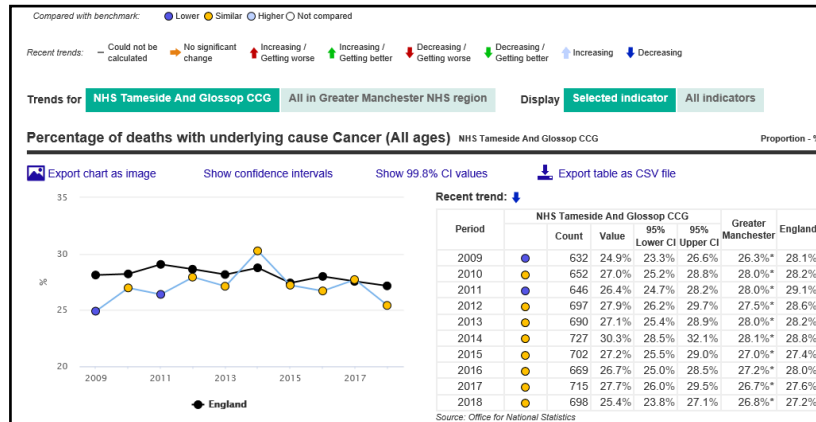 Compared with benchmark: Lower Similar Higher Not compared
Recent trends: Could not be calculated No significant change Increasing / Getting worse Increasing / Getting better Decreasing / Getting worse Decreasing / Getting better Increasing Decreasing
Trends for NHS Tameside And Glossop CCG All in Greater Manchester NHS region Display Selected indicator All indicators
Percentage of deaths with underlying cause Cancer (All ages) NHS Tameside And Glossop CCG Proportion - %
Export chart as image Show confidence intervals Show 99.8% CI values Export table as CSV file
35
30
25
20
%
2009 2011 2013 2015 2017
England
Recent trend:
NHS Tameside And Glossop CCG
Period Count Value 95% Lower CI 95% Upper CI Greater Manchester England
2009 632 24.9% 23.3% 26.6% 26.3%* 28.1%
2010 652 27.0% 25.2% 28.8% 28.0%* 28.2%
2011 646 26.4% 24.7% 28.2% 28.0%* 29.1%
2012 697 27.9% 26.2% 29.7% 27.5%* 28.6%
2013 690 27.1% 25.4% 28.9% 28.0%* 28.2%
2014 727 30.3% 28.5% 32.1% 28.1%* 28.8%
2015 702 27.2% 25.5% 29.0% 27.0%* 27.4%
2016 669 26.7% 25.0% 28.5% 27.2%* 28.0%
2017 715 27.7% 26.0% 29.5% 26.7%* 27.6%
2018 698 25.4% 23.8% 27.1% 26.8%* 27.2%
Source: Office for National Statistics